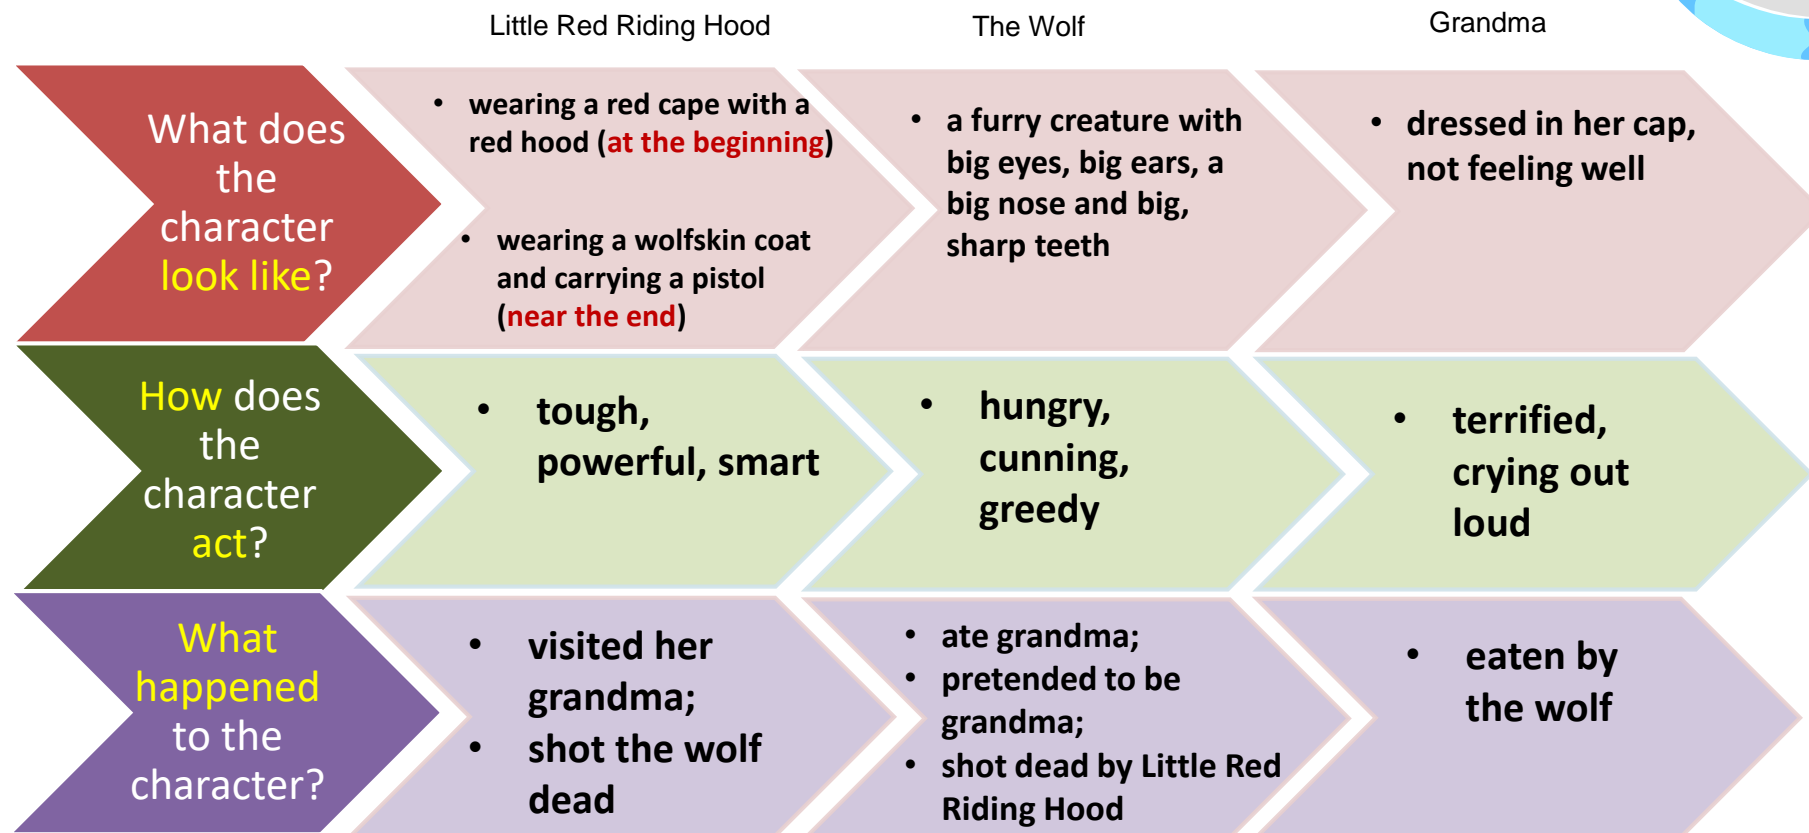 Little Red Riding Hood
The Wolf
Grandma
What does
the
character
look like?
• wearing a red cape with a
red hood (at the beginning)
• wearing a wolfskin coat
and carrying a pistol
(near the end)
• a furry creature with
big eyes, big ears, a
big nose and big,
sharp teeth
• dressed in her cap,
not feeling well
How does
the
character
act?
• tough,
powerful, smart
• hungry,
cunning,
greedy
• terrified,
crying out
loud
What
happened
to the
character?
• visited her
grandma;
• shot the wolf
dead
• ate grandma;
• pretended to be
grandma;
• shot dead by Little Red
Riding Hood
• eaten by
the wolf